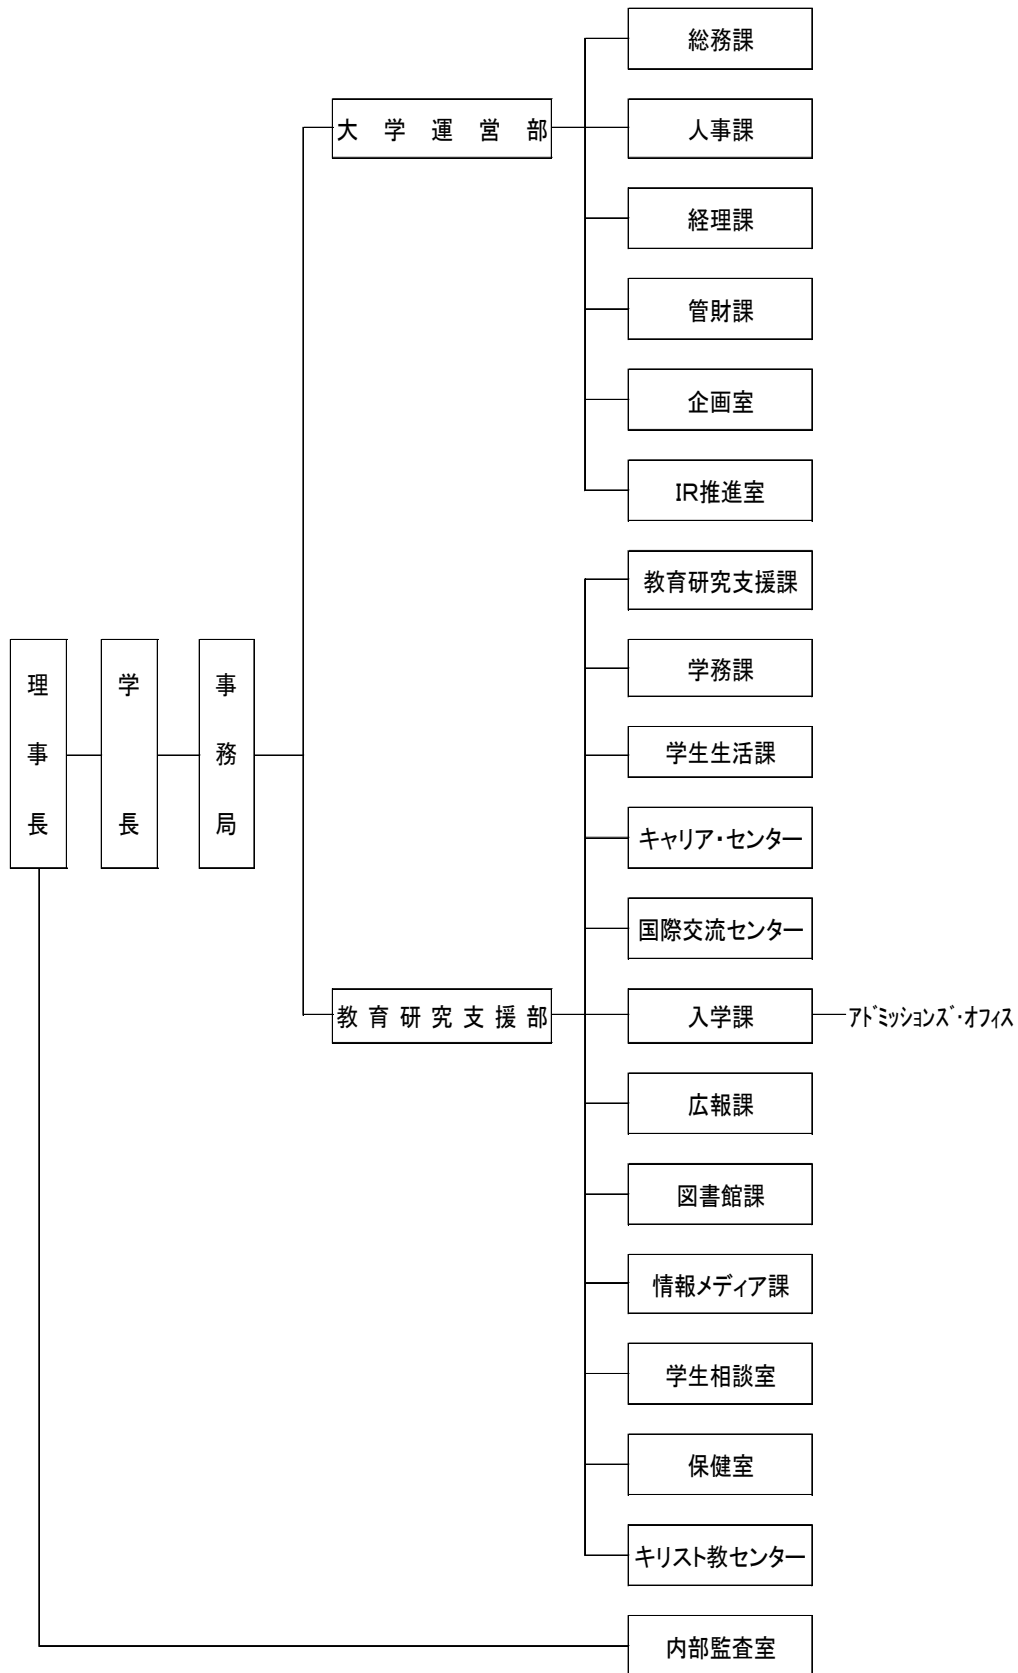 総務課
大学運営部
人事課
経理課
管財課
企画室
IR推進室
教育研究支援課
理事長
学長
事務局
学務課
学生生活課
キャリア・センター
国際交流センター
教育研究支援部
入学課
アドミッションズ・オフィス
広報課
図書館課
情報メディア課
学生相談室
保健室
キリスト教センター
内部監査室